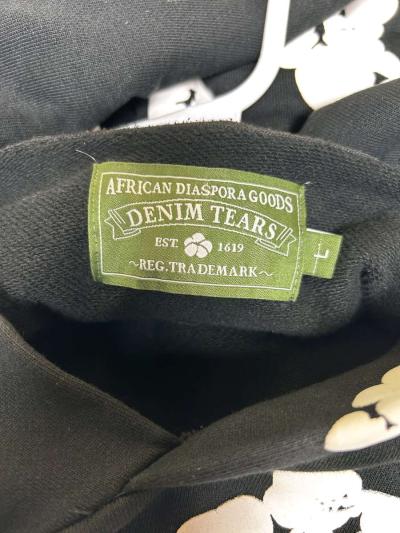 AFRICAN DIASPORA GOODS
DENIM TEARS
EST. 1619
~REG. TRADEMARK~
L